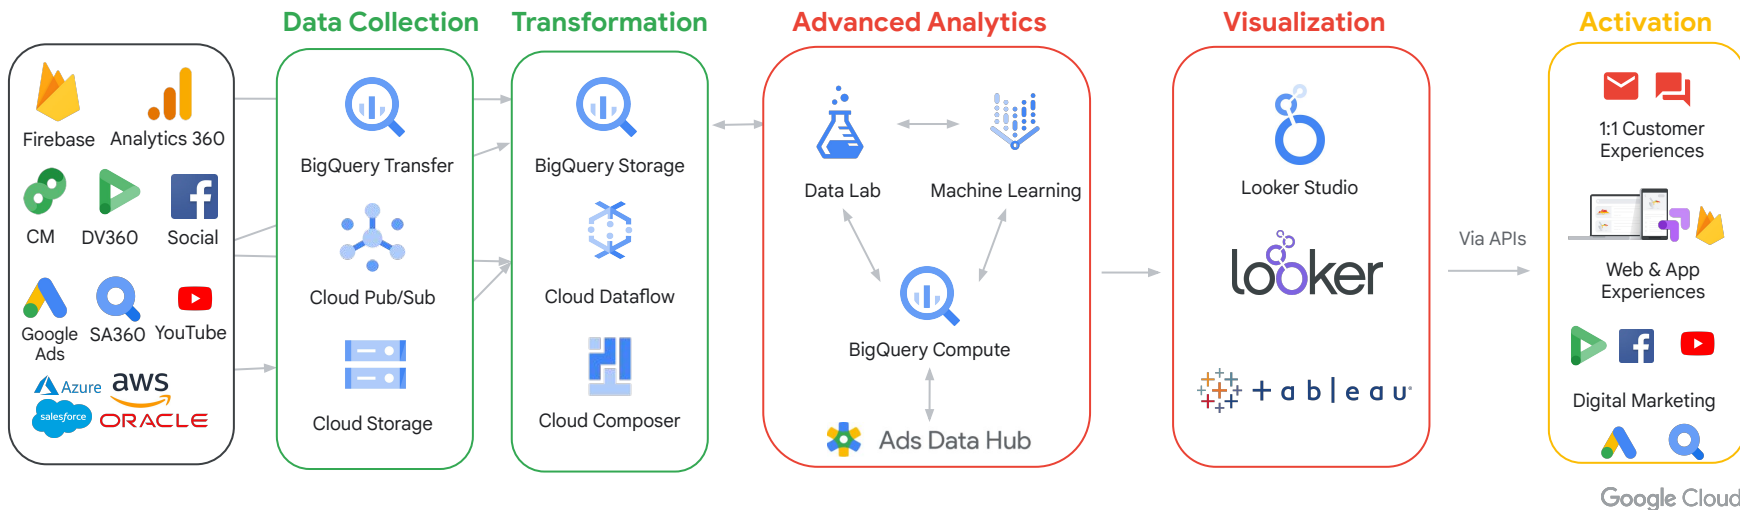 Data Collection
Transformation
Advanced Analytics
Visualization
Activation
Firebase
Analytics 360
CM
DV360
Social
Google
Ads
SA360
YouTube
Azure
aws
salesforce
ORACLE
BigQuery Transfer
Cloud Pub/Sub
Cloud Storage
BigQuery Storage
Cloud Dataflow
Cloud Composer
Data Lab
Machine Learning
BigQuery Compute
Ads Data Hub
Looker Studio
looker
+ a b l e a u
Via APIs
1:1 Customer
Experiences
Web & App
Experiences
Digital Marketing
Google Cloud